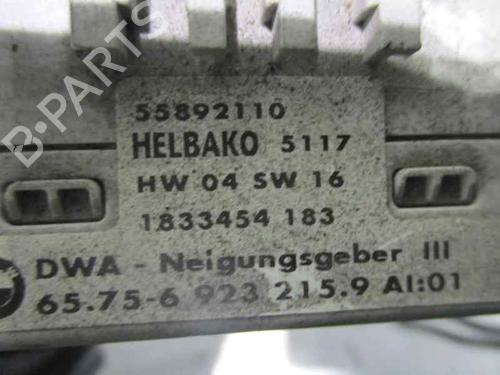 55892110
HELBAKO 5117
HW 04 SW 16
1833454 183
DWA - Neigungsgeber III
65.75-6 923 215.9 AI:01